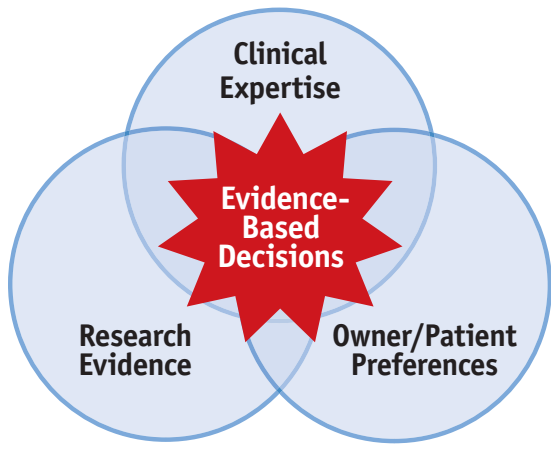 Clinical
Expertise
Evidence-
Based
Decisions
Research
Evidence
Owner/Patient
Preferences